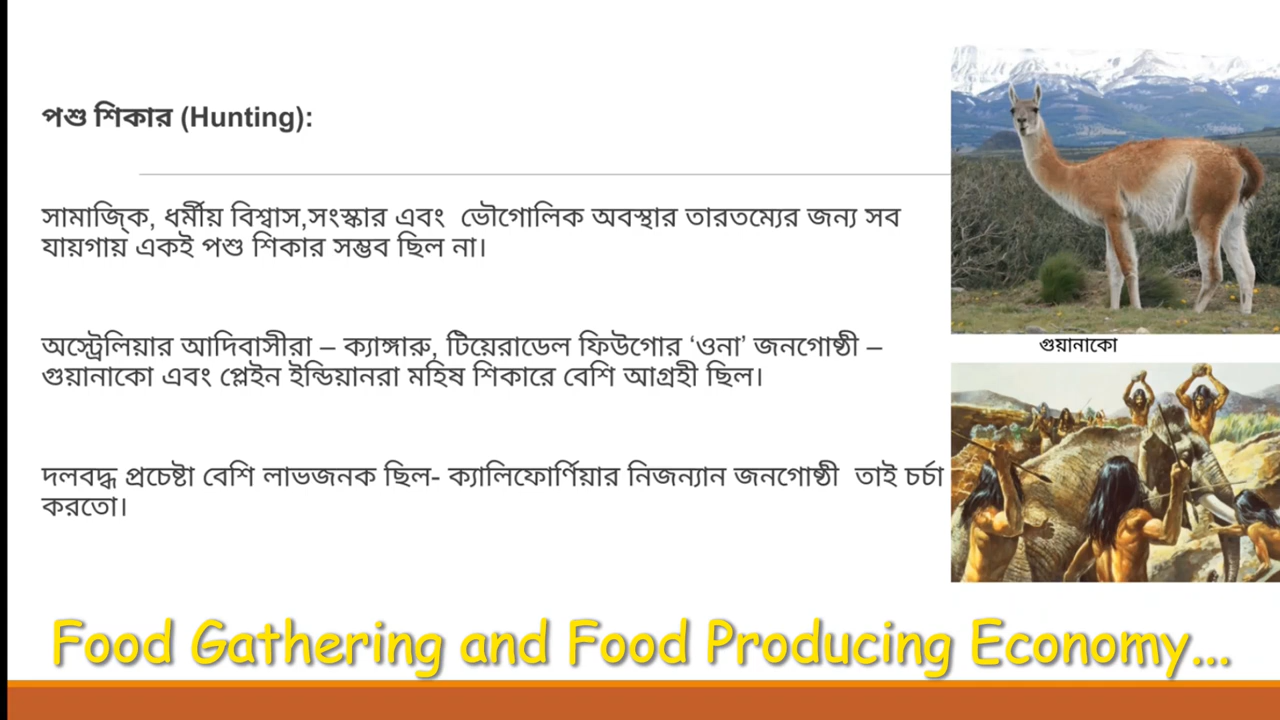 পশু শিকার (Hunting):
সামাজি্ক, ধর্মীয় বিশ্বাস,সংস্কার এবং  ভৌগোলিক অবস্থার তারতম্যের জন্য সব
যায়গায় একই পশু শিকার সম্ভব ছিল না।
অস্ট্রেলিয়ার আদিবাসীরা – ক্যাঙ্গারু, টিয়েরাডেল ফিউগোর ‘ওনা’ জনগোষ্ঠী –
গুয়ানাকো এবং প্লেইন ইন্ডিয়ানরা মহিষ শিকারে বেশি আগ্রহী ছিল।
দলবদ্ধ প্রচেষ্টা বেশি লাভজনক ছিল- ক্যালিফোর্ণিয়ার নিজন্যান জনগোষ্ঠী  তাই চর্চা
করতো।
গুয়ানাকো
Food Gathering and Food Producing Economy...